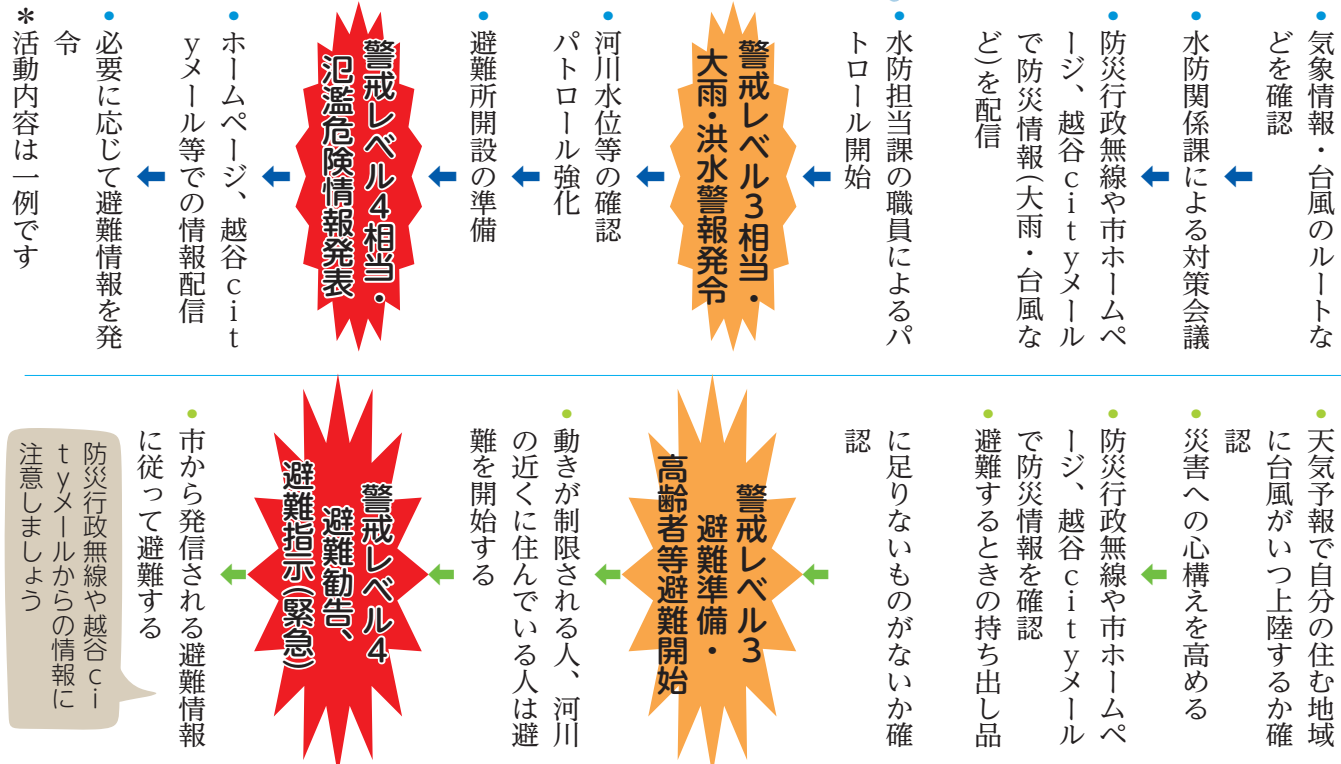 ・気象情報・台風のルートな
どを確認
・水防関係課による対策会議
・防災行政無線や市ホームペ
ージ、越谷cityメール
で防災情報(大雨・台風な
ど)を配信
・水防担当課の職員によるパ
トロール開始
警戒レベル3相当・
大雨・洪水警報発令
・河川水位等の確認
パトロール強化
・避難所開設の準備
警戒レベル4相当・
氾濫危険情報発表
・ホームページ、越谷cit
yメール等での情報配信
・必要に応じて避難情報を発
令
*活動内容は一例です
・天気予報で自分の住む地域
に台風がいつ上陸するか確
認
・災害への心構えを高める
・防災行政無線や市ホームペ
ージ、越谷cityメール
で防災情報を確認
・避難するときの持ち出し品
に足りないものがないか確
認
警戒レベル3
避難準備・
高齢者等避難開始
・動きが制限される人、河川
の近くに住んでいる人は避
難を開始する
警戒レベル4
避難勧告、
避難指示(緊急)
・市から発信される避難情報
に従って避難する
防災行政無線や越谷ci
tyメールからの情報に
注意しましょう